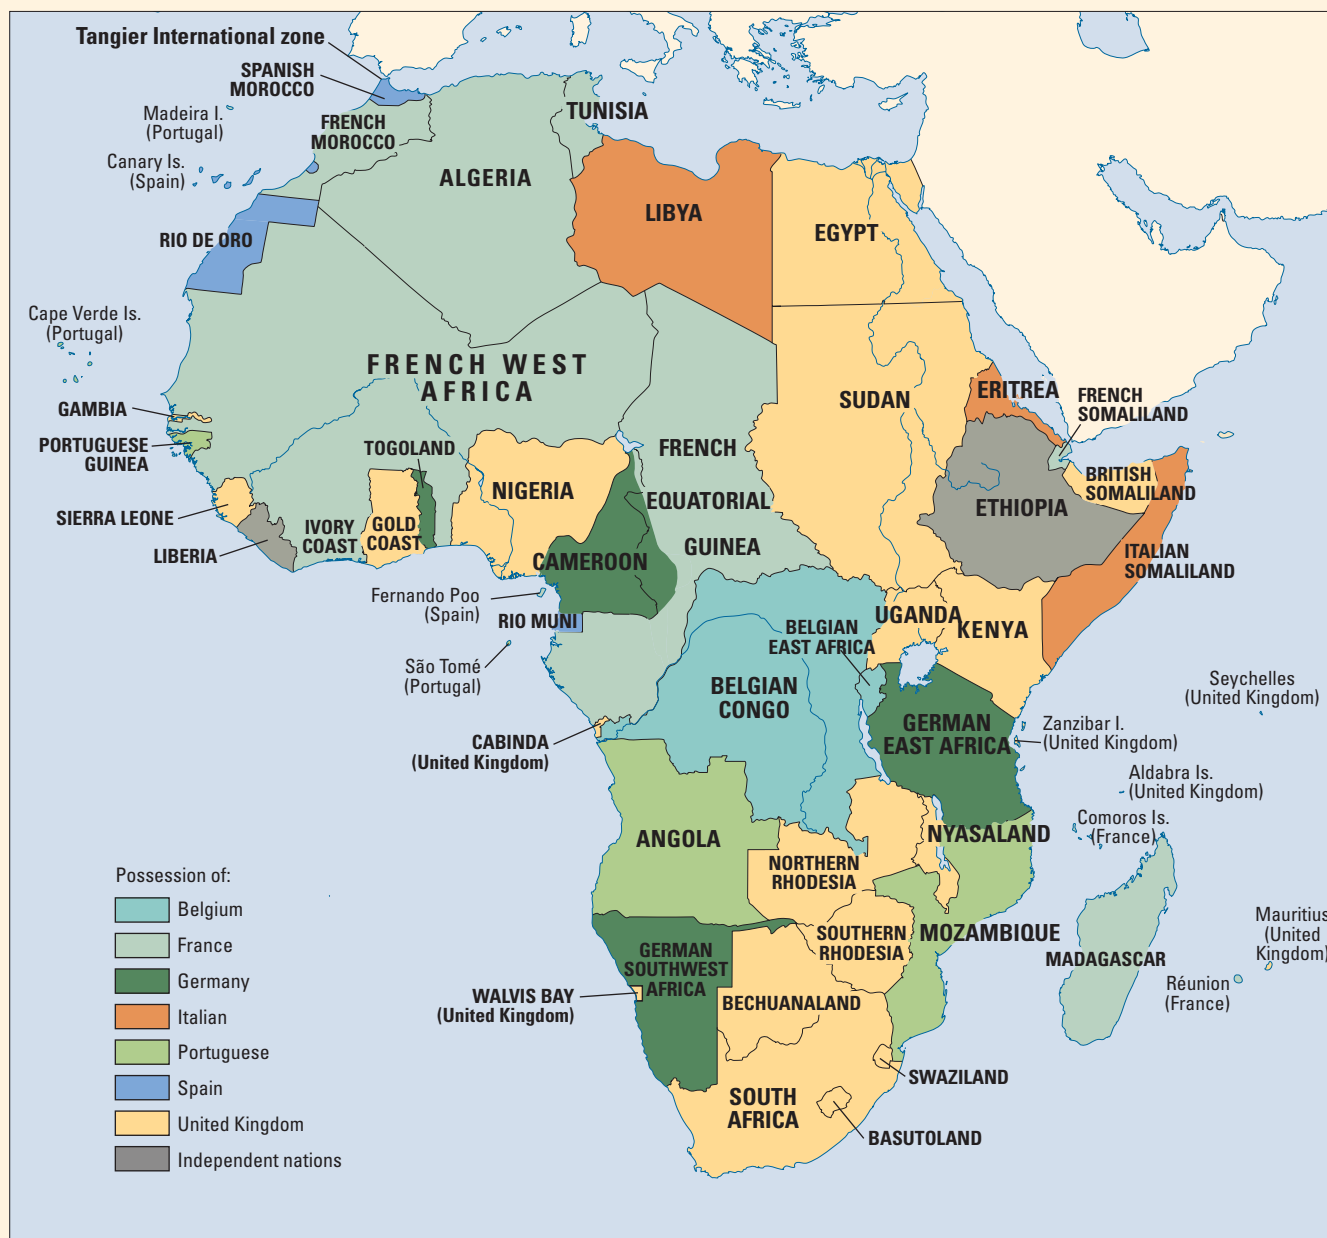 Tangier International zone
SPANISH
MOROCCO
Madeira I.
(Portugal)
FRENCH
MOROCCO
TUNISIA
Canary Is.
(Spain)
ALGERIA
LIBYA
EGYPT
RIO DE ORO
Cape Verde Is.
(Portugal)
FRENCH WEST
AFRICA
GAMBIA
PORTUGUESE
GUINEA
TOGOLAND
SIERRA LEONE
LIBERIA
IVORY
COAST
GOLD
COAST
NIGERIA
CAMEROON
FRENCH
EQUATORIAL
GUINEA
SUDAN
ERITREA
FRENCH
SOMALILAND
BRITISH
SOMALILAND
ETHIOPIA
ITALIAN
SOMALILAND
Fernando Poo
(Spain)
RIO MUNI
São Tomé
(Portugal)
UGANDA
KENYA
BELGIAN
EAST AFRICA
BELGIAN
CONGO
CABINDA
(United Kingdom)
GERMAN
EAST AFRICA
Seychelles
(United Kingdom)
Zanzibar I.
(United Kingdom)
Aldabra Is.
(United Kingdom)
Comoros Is.
(France)
ANGOLA
NYASALAND
NORTHERN
RHODESIA
SOUTHERN
RHODESIA
MOZAMBIQUE
MADAGASCAR
Mauritius
(United
Kingdom)
Réunion
(France)
GERMAN
SOUTHWEST
AFRICA
WALVIS BAY
(United Kingdom)
BECHUANALAND
SWAZILAND
SOUTH
AFRICA
BASUTOLAND
Possession of:
Belgium
France
Germany
Italian
Portuguese
Spain
United Kingdom
Independent nations